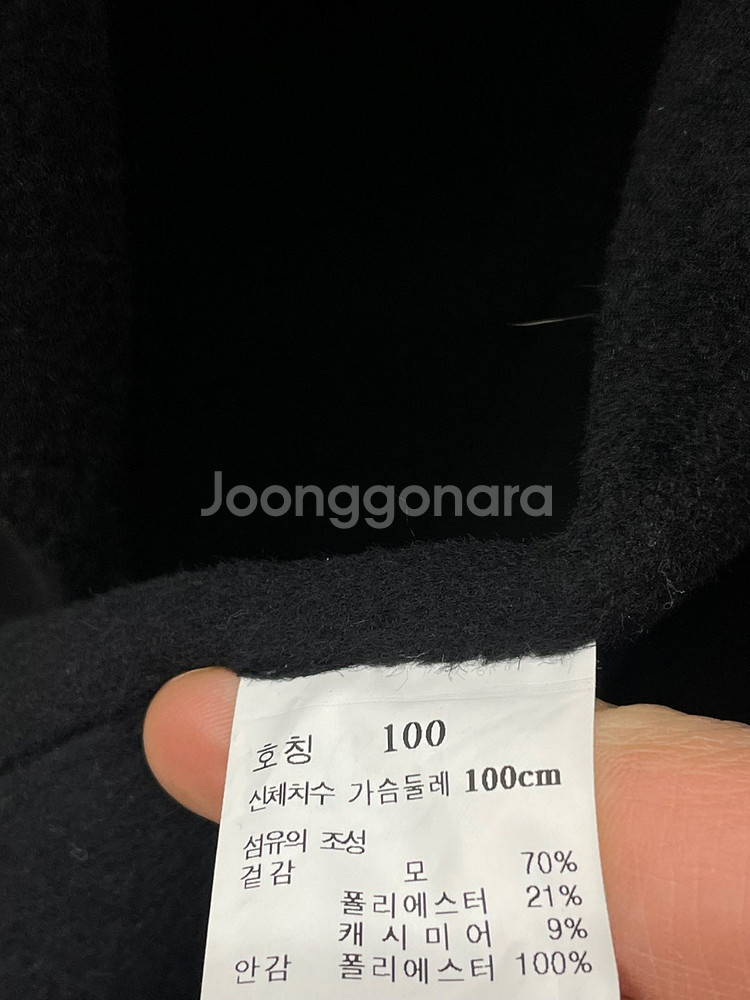 Joonggonara
호칭 100
신체치수 가슴둘레 100cm
섬유의 조성
겉감 모 70%
폴리에스터 21%
캐시미어 9%
안감 폴리에스터 100%